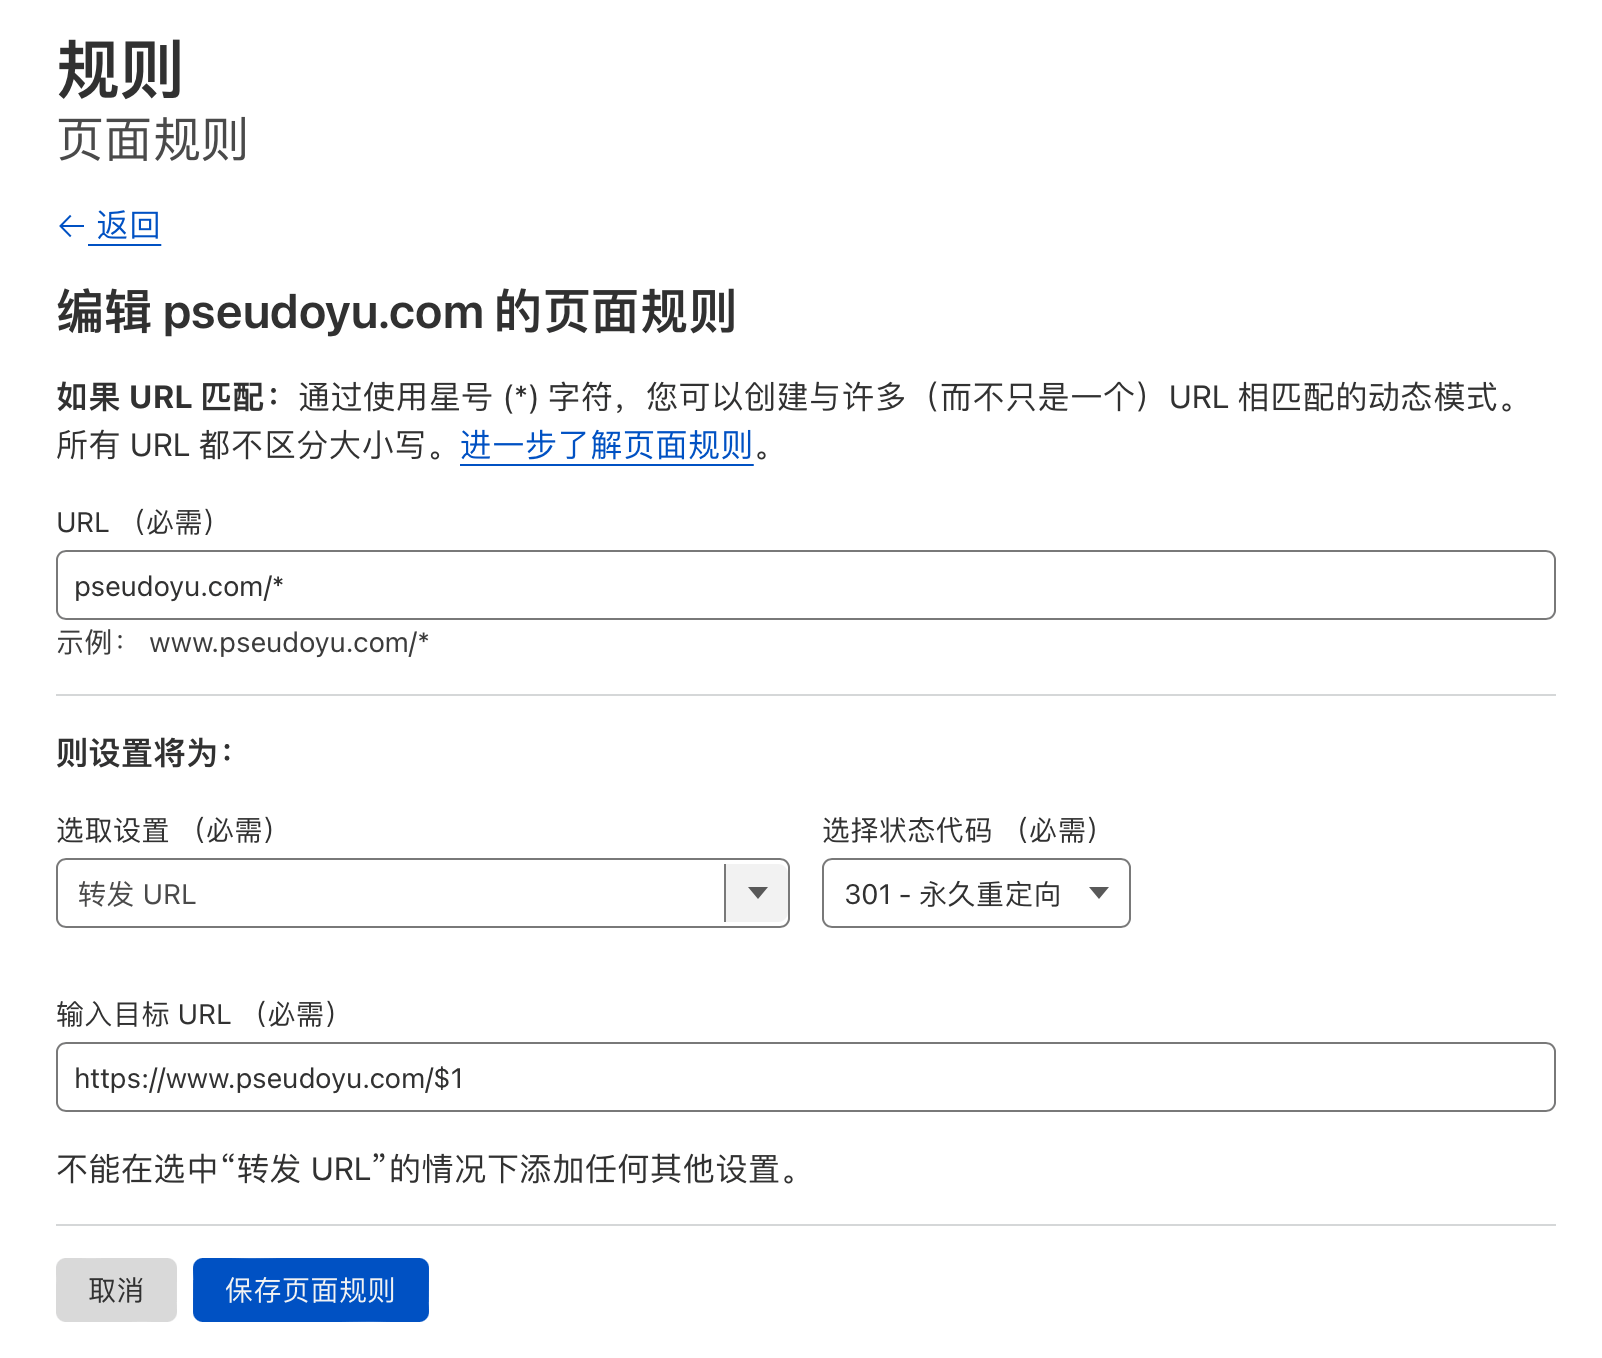 规则
页面规则
← 返回
编辑 pseudoyu.com 的页面规则
如果 URL 匹配：通过使用星号 (*) 字符，您可以创建与许多（而不只是一个）URL 相匹配的动态模式。
所有 URL 都不区分大小写。进一步了解页面规则。
URL （必需）
pseudoyu.com/*
示例： www.pseudoyu.com/*
则设置将为：
选取设置 （必需） 选择状态代码 （必需）
转发 URL 301 - 永久重定向
输入目标 URL （必需）
https://www.pseudoyu.com/$1
不能在选中“转发 URL”的情况下添加任何其他设置。
取消 保存页面规则